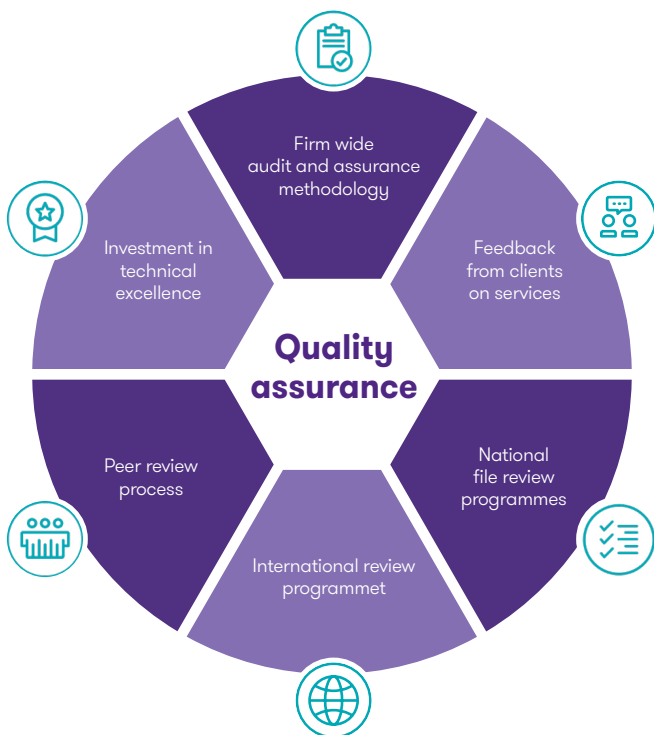 Firm wide
audit and assurance
methodology
Feedback
from clients
on services
National
file review
programmes
International review
programmet
Peer review
process
Investment in
technical
excellence
Quality
assurance